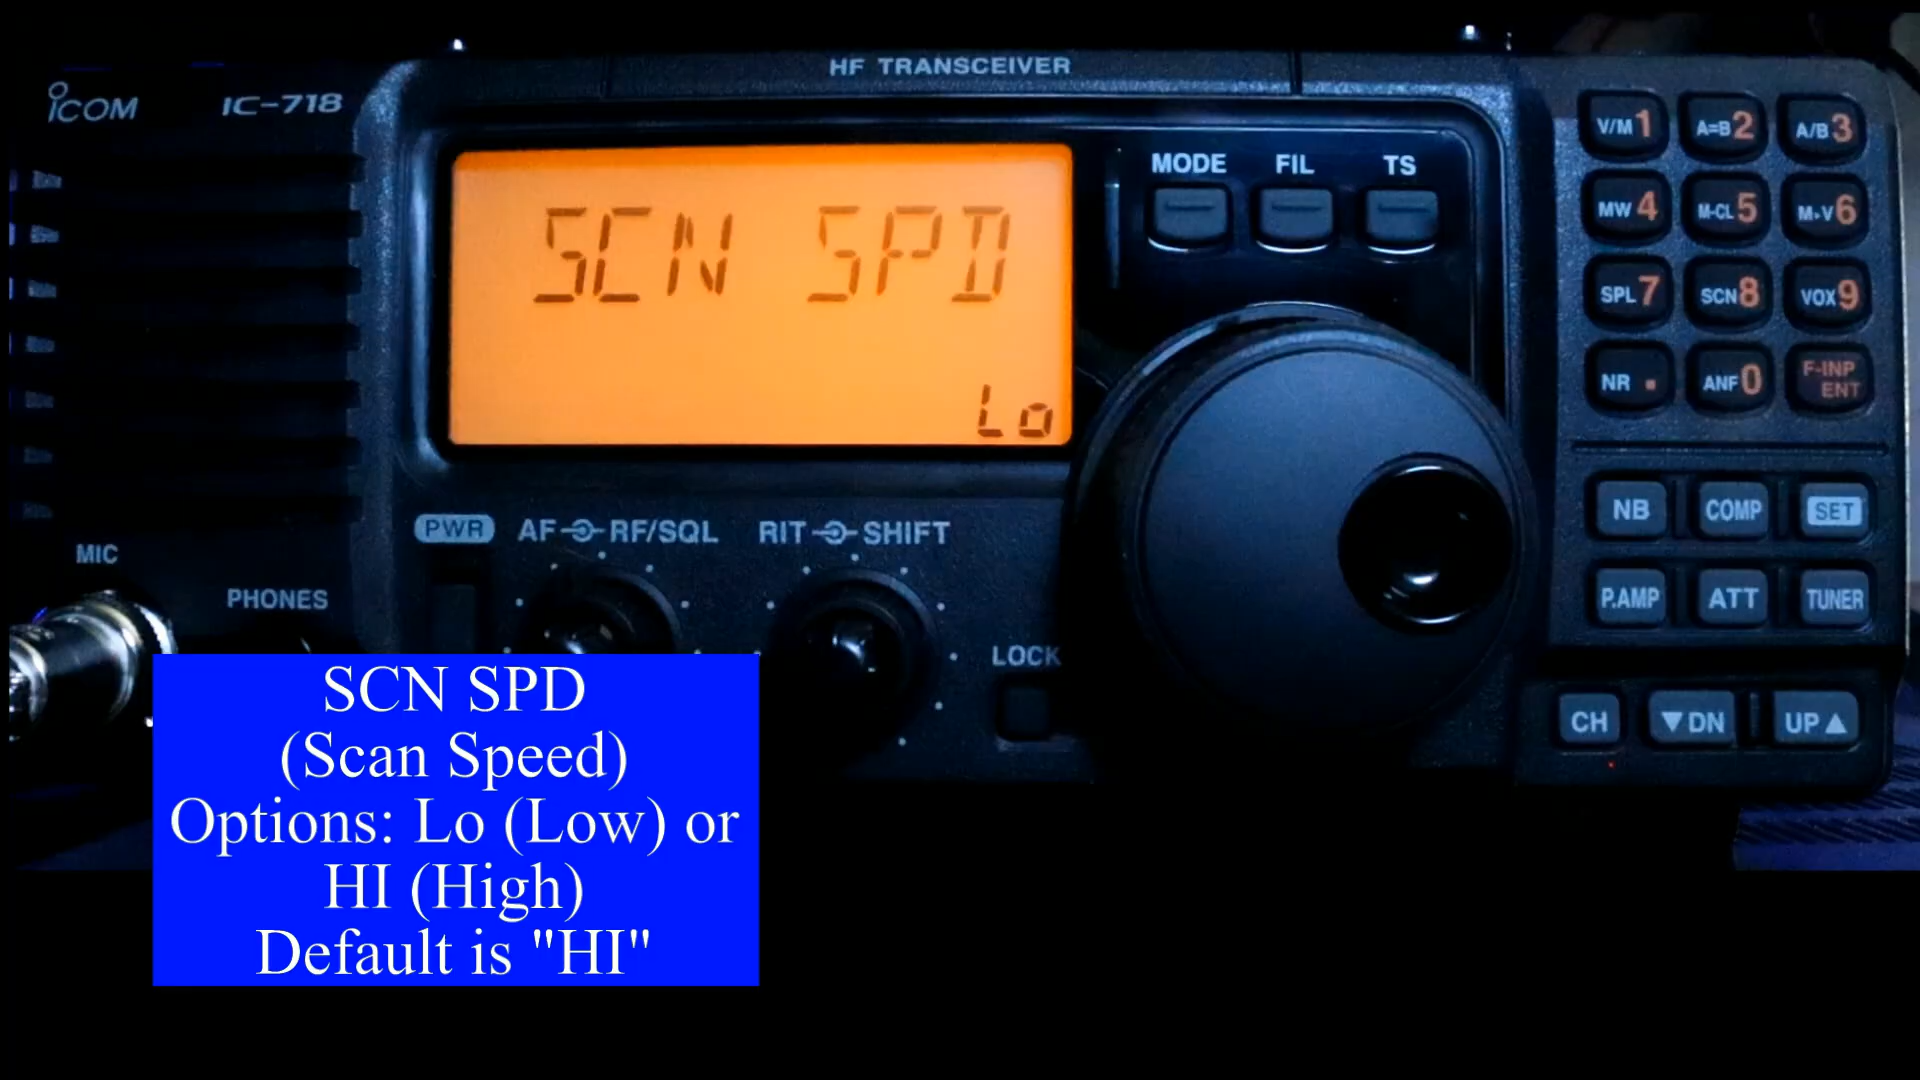 HF TRANSCEIVER
ICOM IC-718
SCN SPD
Lo
MODE FIL TS
V/M 1 A=B 2 A/B 3
MW 4 M-CL 5 M▸V 6
SPL 7 SCN 8 VOX 9
NR . ANF 0 F-INP ENT
NB COMP SET
P.AMP ATT TUNER
CH ▼DN UP▲
PWR AF RF/SQL RIT SHIFT
MIC
PHONES
LOCK
SCN SPD
(Scan Speed)
Options: Lo (Low) or
HI (High)
Default is "HI"